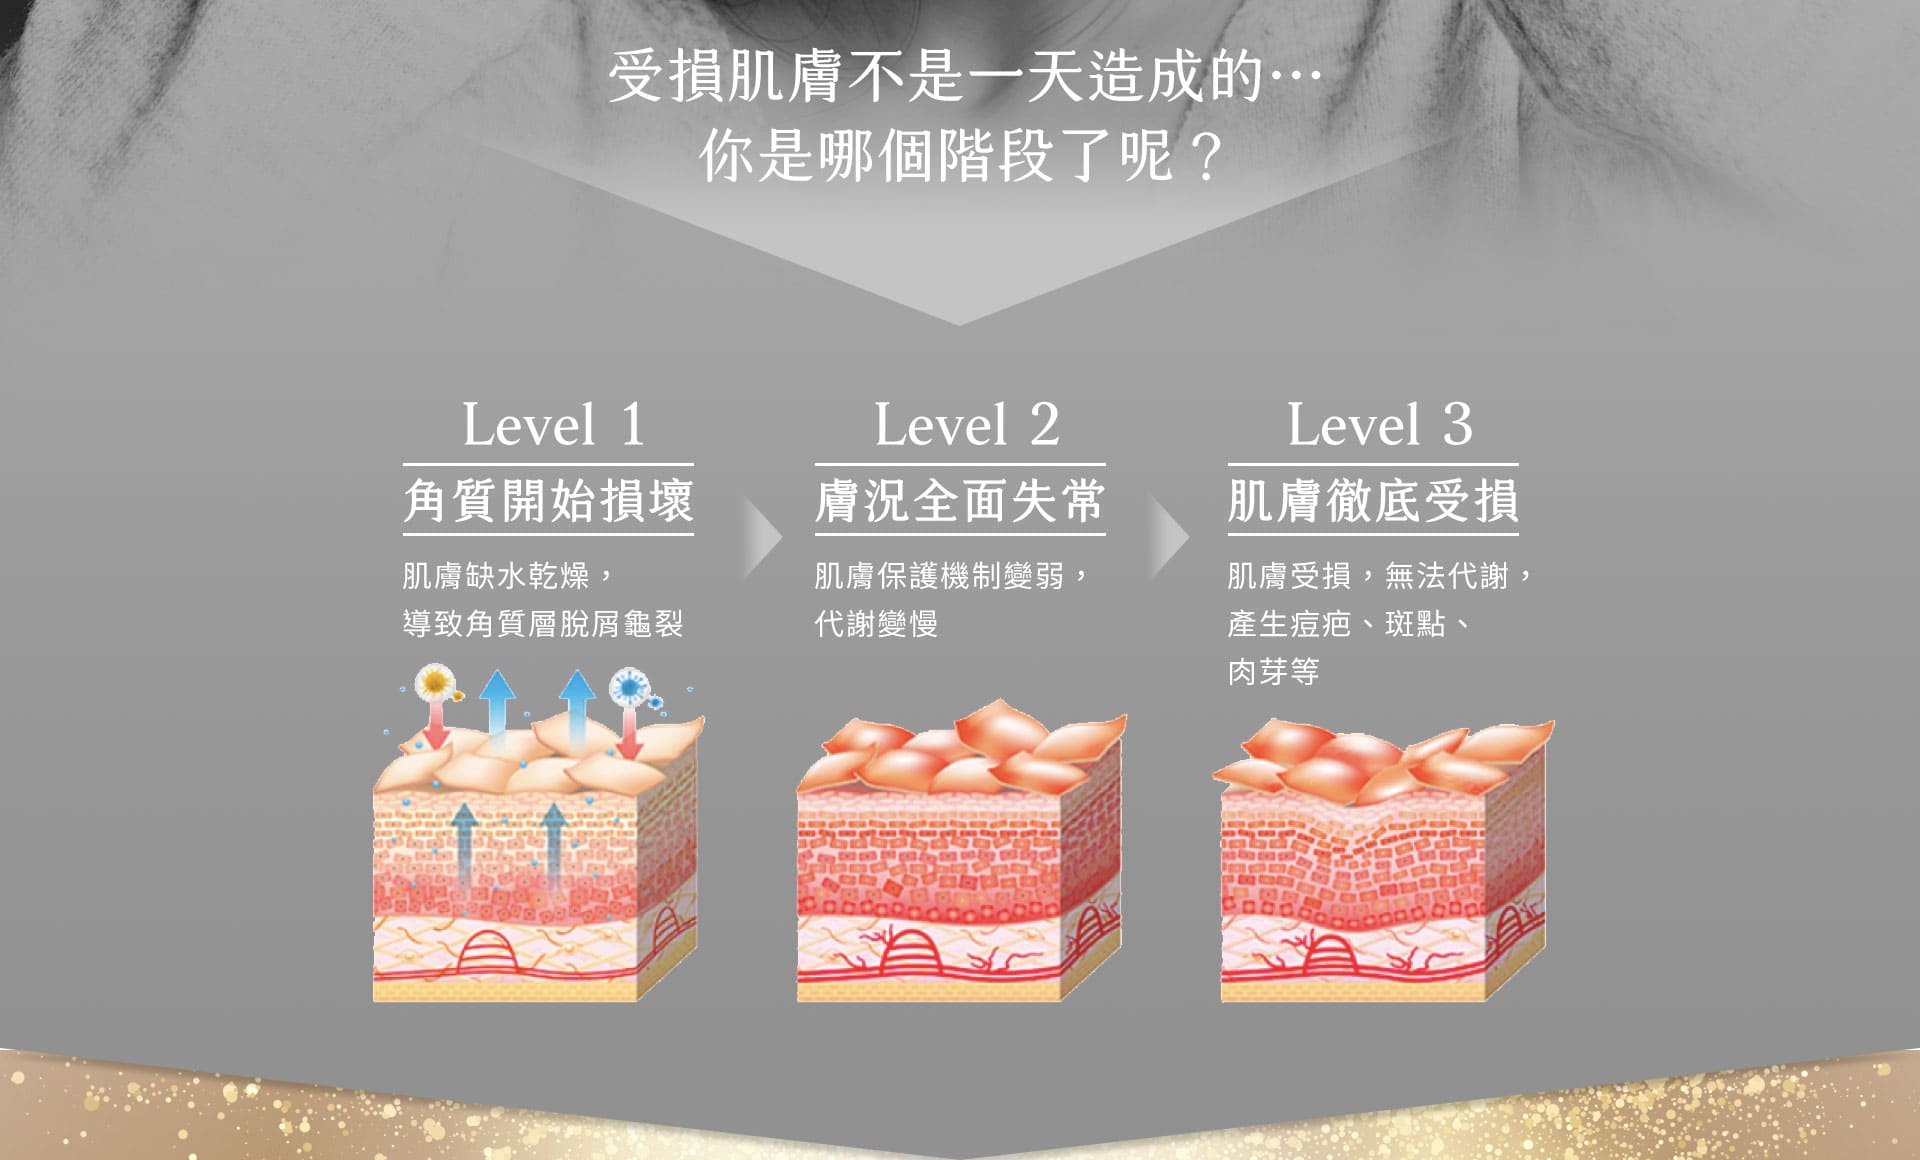 受損肌膚不是一天造成的…
你是哪個階段了呢？
Level 1
角質開始損壞
肌膚缺水乾燥，
導致角質層脫屑龜裂
Level 2
膚況全面失常
肌膚保護機制變弱，
代謝變慢
Level 3
肌膚徹底受損
肌膚受損，無法代謝，
產生痘疤、斑點、
肉芽等